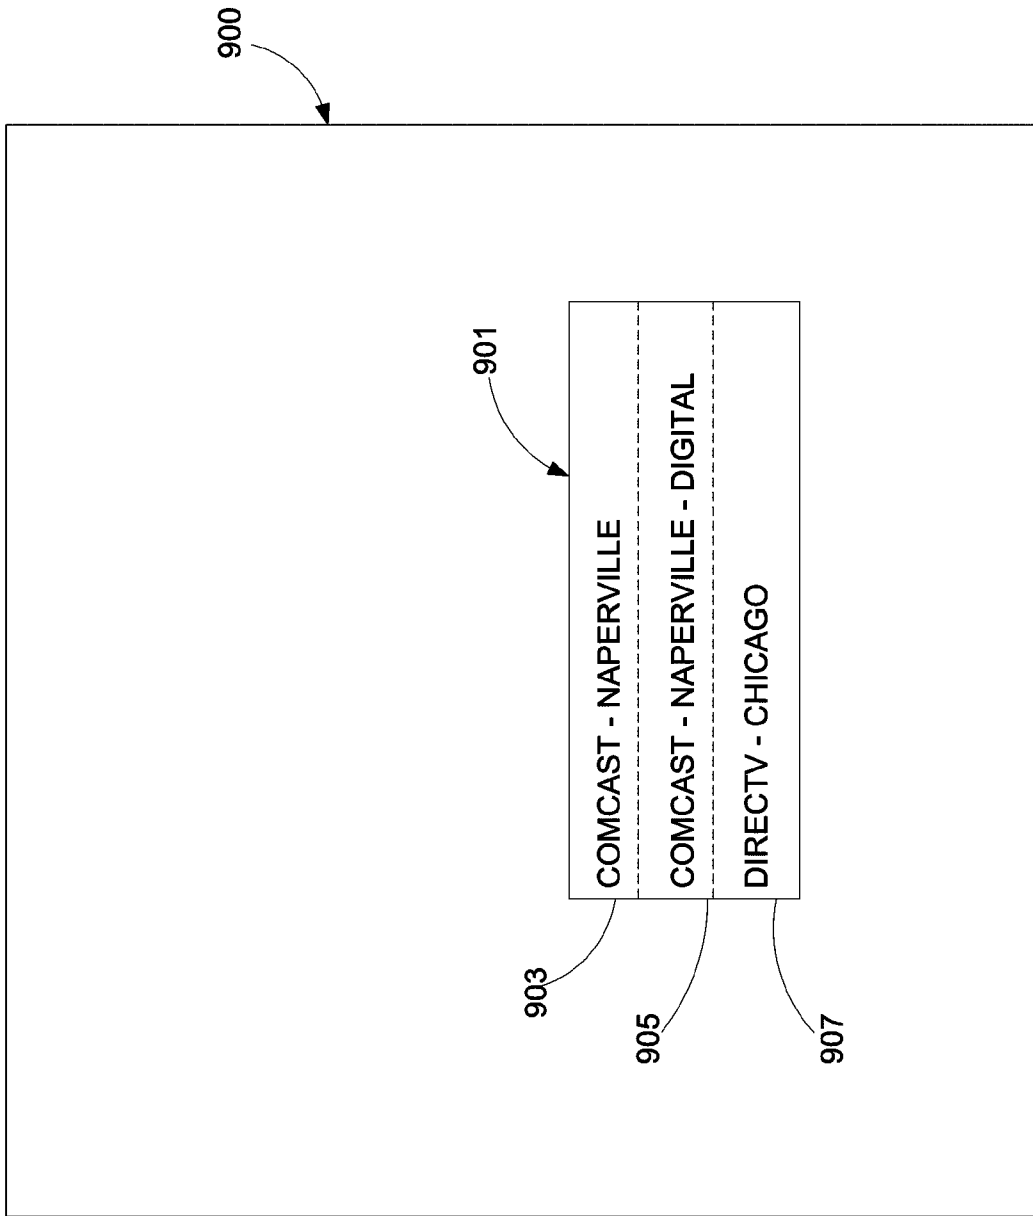 900
901
903
COMCAST - NAPERVILLE
905
COMCAST - NAPERVILLE - DIGITAL
907
DIRECTV - CHICAGO